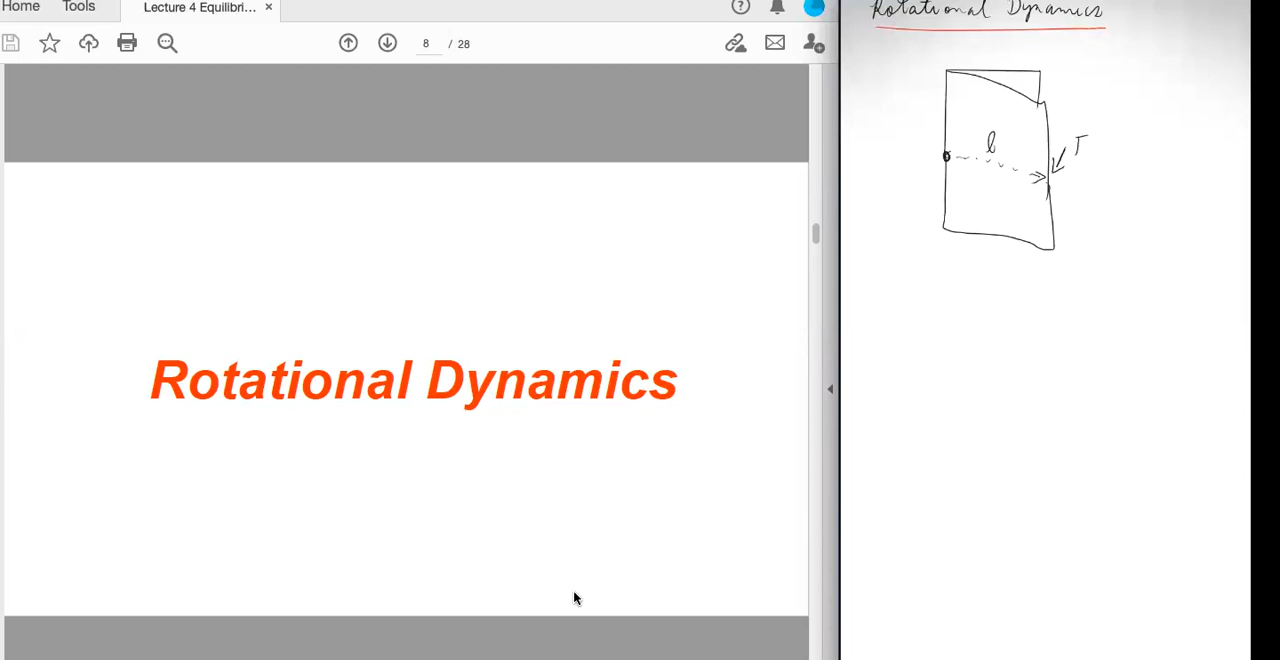 Home Tools Lecture 4 Equilibri... ×
8 / 28
Rotational Dynamics
Rotational Dynamics
l